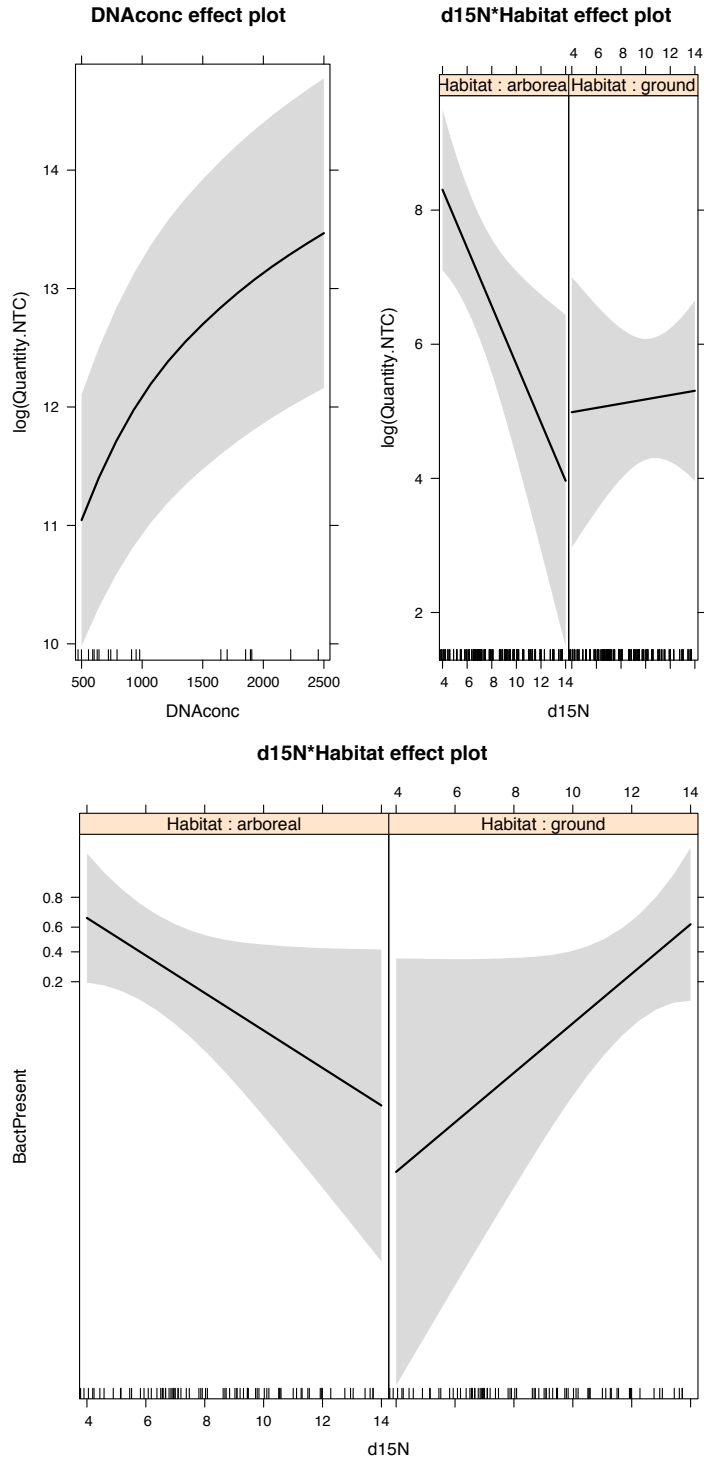 DNAconc effect plot
log(Quantity.NTC)
14
13
12
11
10
500 1000 1500 2000 2500
DNAconc
d15N*Habitat effect plot
4 6 8 10 12 14
Habitat : arborea
Habitat : ground
log(Quantity.NTC)
8
6
4
2
4 6 8 10 12 14
d15N
d15N*Habitat effect plot
4 6 8 10 12 14
Habitat : arboreal
Habitat : ground
BactPresent
0.8
0.6
0.4
0.2
4 6 8 10 12 14
d15N